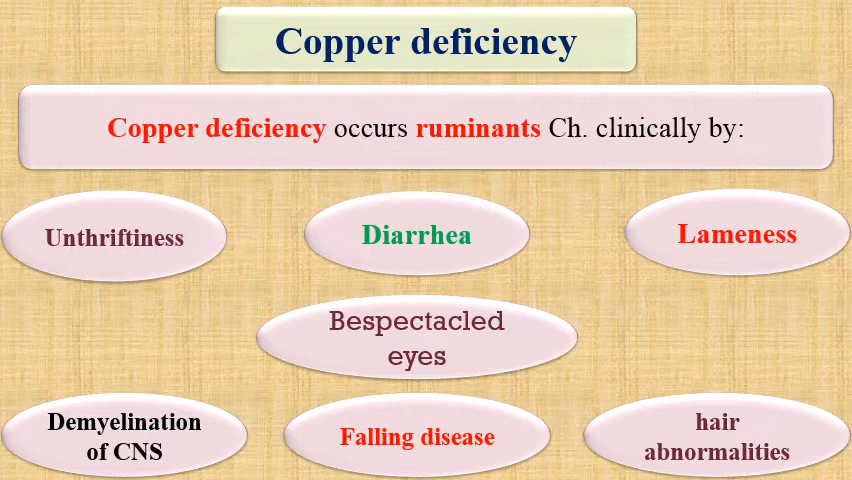 Copper deficiency
Copper deficiency occurs ruminants Ch. clinically by:
Unthriftiness
Diarrhea
Lameness
Bespectacled
eyes
Demyelination
of CNS
Falling disease
hair
abnormalities